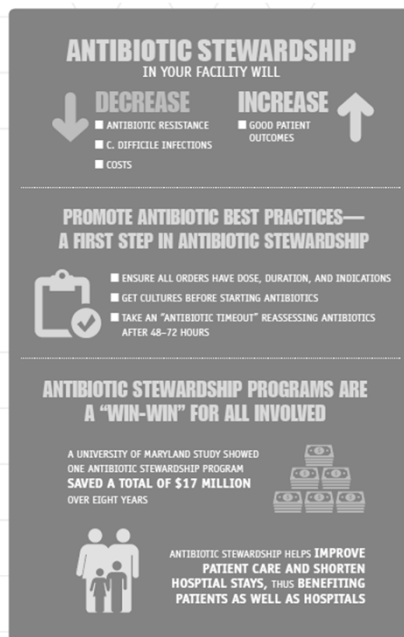 ANTIBIOTIC STEWARDSHIP
IN YOUR FACILITY WILL
DECREASE
ANTIBIOTIC RESISTANCE
C. DIFFICILE INFECTIONS
COSTS
INCREASE
GOOD PATIENT
OUTCOMES
PROMOTE ANTIBIOTIC BEST PRACTICES—
A FIRST STEP IN ANTIBIOTIC STEWARDSHIP
ENSURE ALL ORDERS HAVE DOSE, DURATION, AND INDICATIONS
GET CULTURES BEFORE STARTING ANTIBIOTICS
TAKE AN "ANTIBIOTIC TIMEOUT" REASSESSING ANTIBIOTICS
AFTER 48–72 HOURS
ANTIBIOTIC STEWARDSHIP PROGRAMS ARE
A "WIN-WIN" FOR ALL INVOLVED
A UNIVERSITY OF MARYLAND STUDY SHOWED
ONE ANTIBIOTIC STEWARDSHIP PROGRAM
SAVED A TOTAL OF $17 MILLION
OVER EIGHT YEARS
ANTIBIOTIC STEWARDSHIP HELPS IMPROVE
PATIENT CARE AND SHORTEN
HOSPTIAL STAYS, THUS BENEFITING
PATIENTS AS WELL AS HOSPITALS